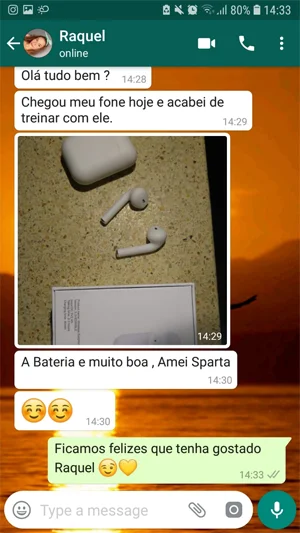 80% 14:33
Raquel
online
Olá tudo bem ? 14:28
Chegou meu fone hoje e acabei de
treinar com ele. 14:29
14:29
A Bateria e muito boa , Amei Sparta
14:30
14:30
Ficamos felizes que tenha gostado
Raquel 😉💛 14:33
Type a message